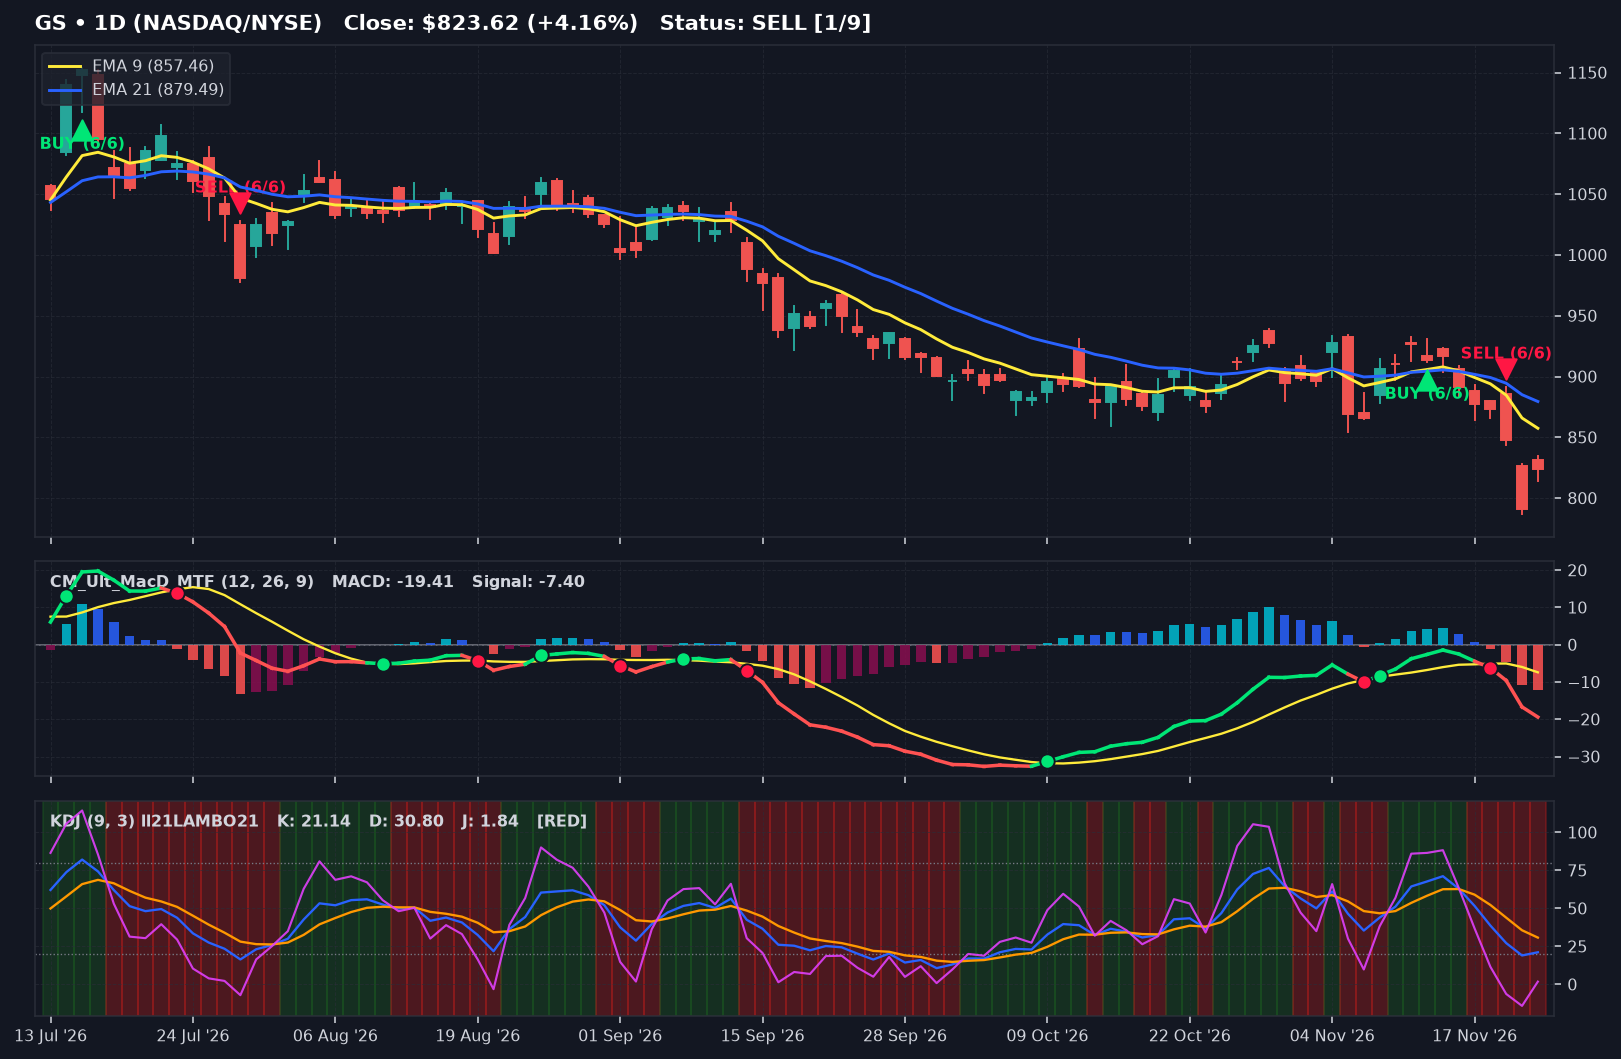 GS • 1D (NASDAQ/NYSE)   Close: $823.62 (+4.16%)   Status: SELL [1/9]
EMA 9 (857.46)
EMA 21 (879.49)
BUY (6/6)
SELL (6/6)
SELL (6/6)
BUY (6/6)
1150
1100
1050
1000
950
900
850
800
CM_Ult_MacD_MTF (12, 26, 9)   MACD: -19.41   Signal: -7.40
20
10
0
−10
−20
−30
KDJ (9, 3) II21LAMBO21   K: 21.14   D: 30.80   J: 1.84   [RED]
100
75
50
25
0
13 Jul '26
24 Jul '26
06 Aug '26
19 Aug '26
01 Sep '26
15 Sep '26
28 Sep '26
09 Oct '26
22 Oct '26
04 Nov '26
17 Nov '26